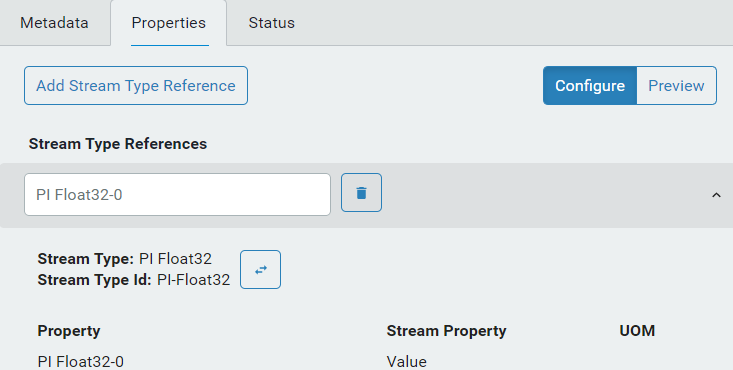 Metadata Properties Status
Add Stream Type Reference Configure Preview
Stream Type References
PI Float32-0
Stream Type: PI Float32
Stream Type Id: PI-Float32
Property Stream Property UOM
PI Float32-0 Value